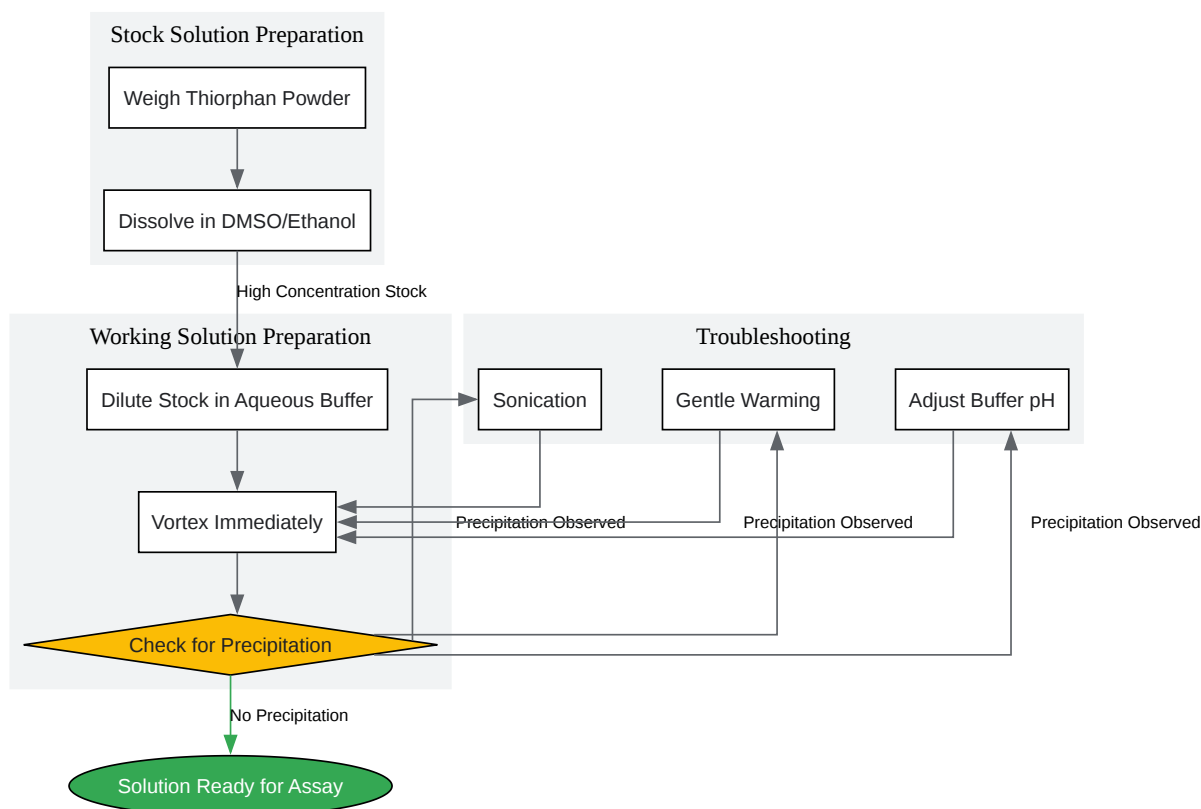 Stock Solution Preparation
Weigh Thiorphan Powder
Dissolve in DMSO/Ethanol
High Concentration Stock
Working Solution Preparation
Troubleshooting
Dilute Stock in Aqueous Buffer
Sonication
Gentle Warming
Adjust Buffer pH
Vortex Immediately
Precipitation Observed
Precipitation Observed
Precipitation Observed
Check for Precipitation
No Precipitation
Solution Ready for Assay